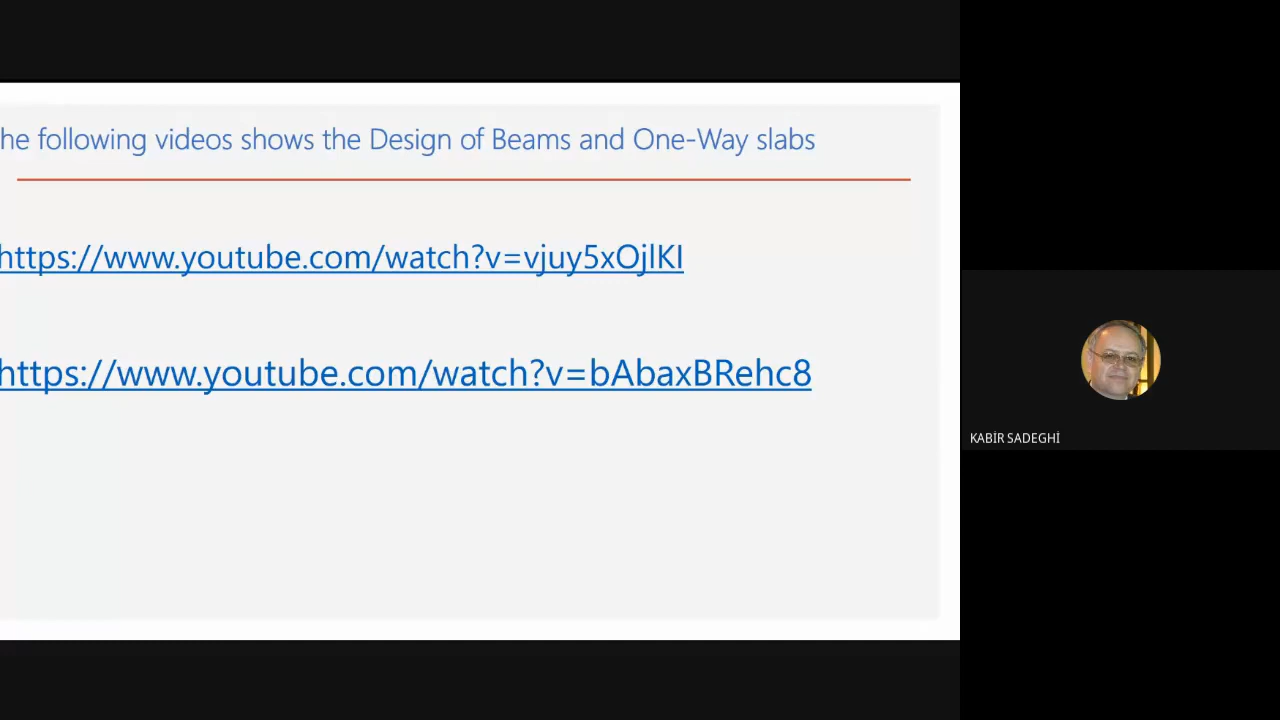 he following videos shows the Design of Beams and One-Way slabs
https://www.youtube.com/watch?v=vjuy5xOjlKI
https://www.youtube.com/watch?v=bAbaxBRehc8
KABİR SADEGHİ